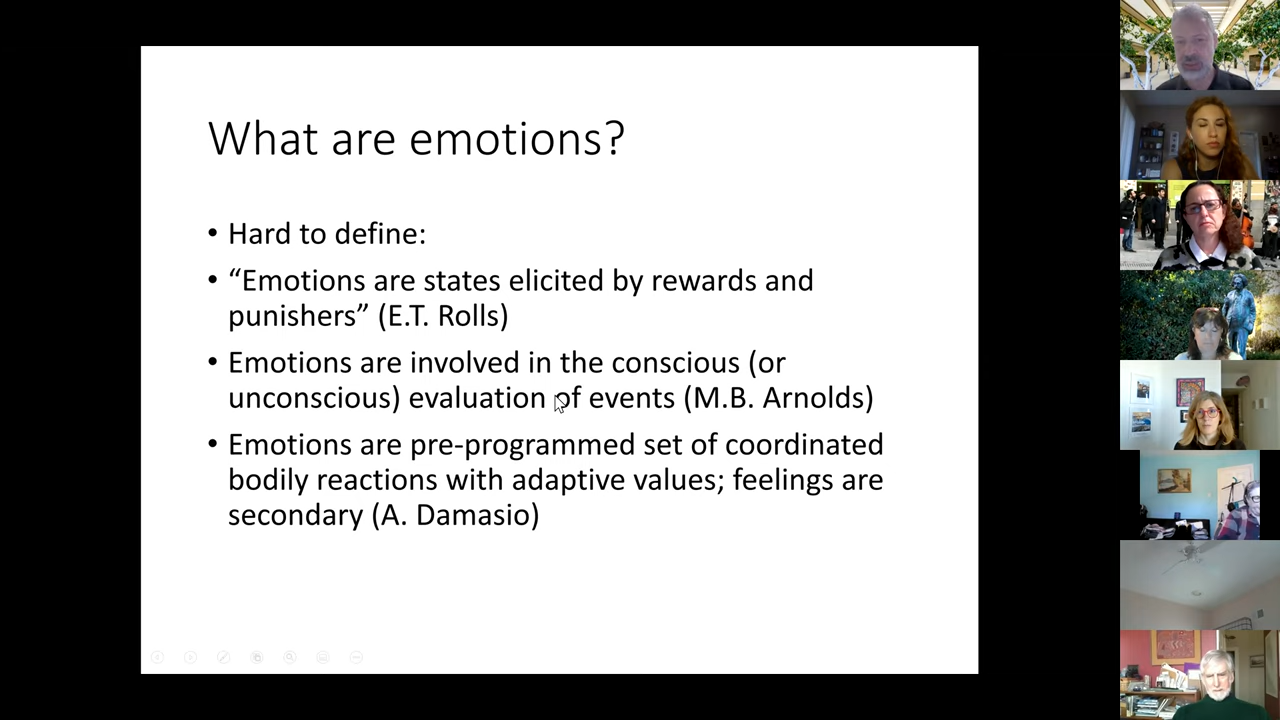 What are emotions?
• Hard to define:
• “Emotions are states elicited by rewards and
punishers” (E.T. Rolls)
• Emotions are involved in the conscious (or
unconscious) evaluation of events (M.B. Arnolds)
• Emotions are pre-programmed set of coordinated
bodily reactions with adaptive values; feelings are
secondary (A. Damasio)